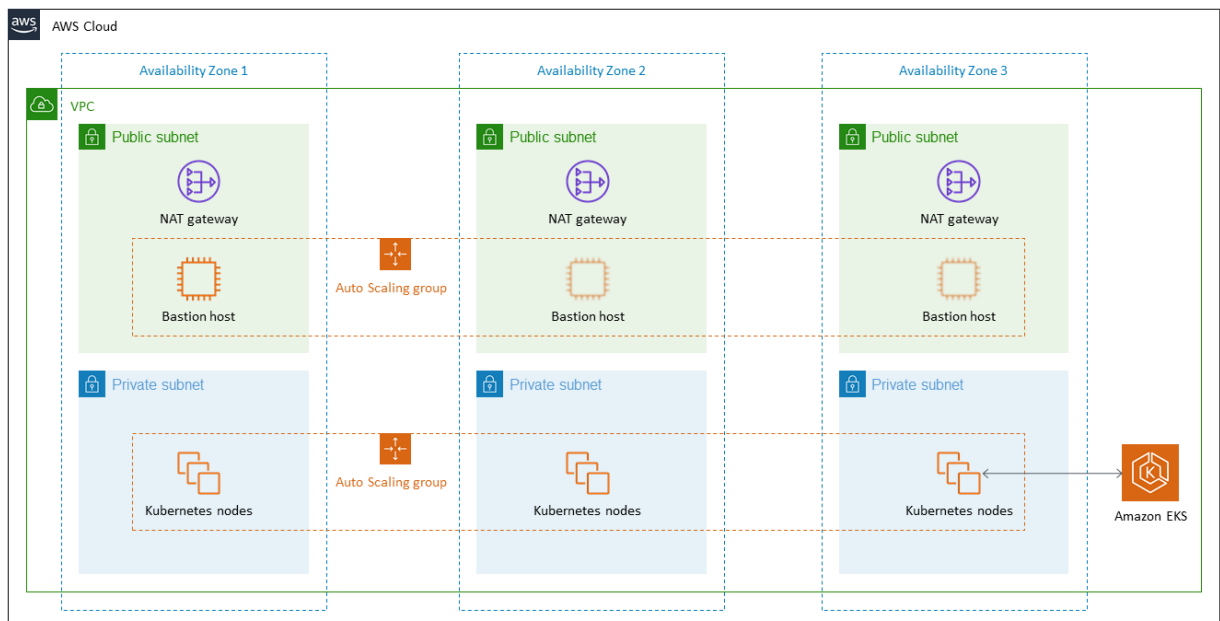 aws
AWS Cloud
Availability Zone 1
Availability Zone 2
Availability Zone 3
VPC
Public subnet
Public subnet
Public subnet
NAT gateway
NAT gateway
NAT gateway
Auto Scaling group
Bastion host
Bastion host
Bastion host
Private subnet
Private subnet
Private subnet
Auto Scaling group
Kubernetes nodes
Kubernetes nodes
Kubernetes nodes
K
Amazon EKS